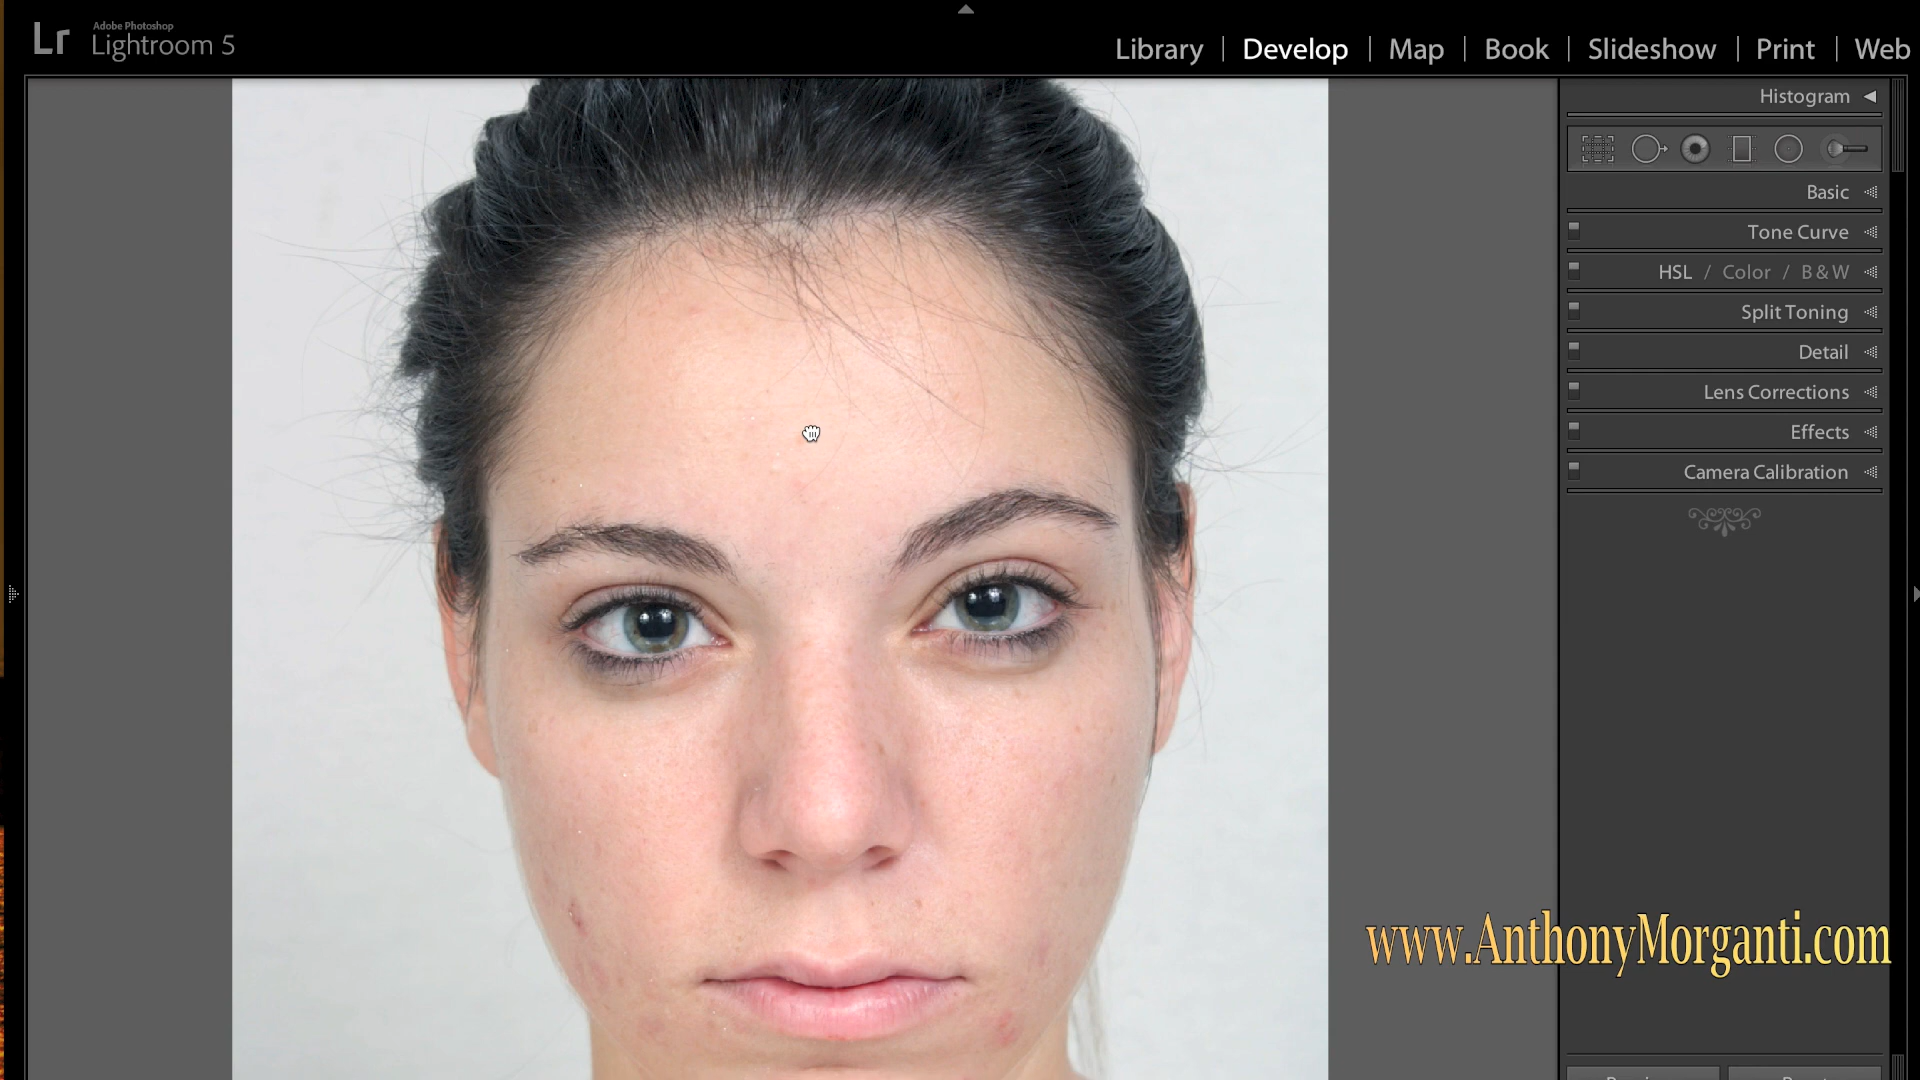 Lr
Adobe Photoshop
Lightroom 5
Library | Develop | Map | Book | Slideshow | Print | Web
Histogram
Basic
Tone Curve
HSL / Color / B & W
Split Toning
Detail
Lens Corrections
Effects
Camera Calibration
www.AnthonyMorganti.com